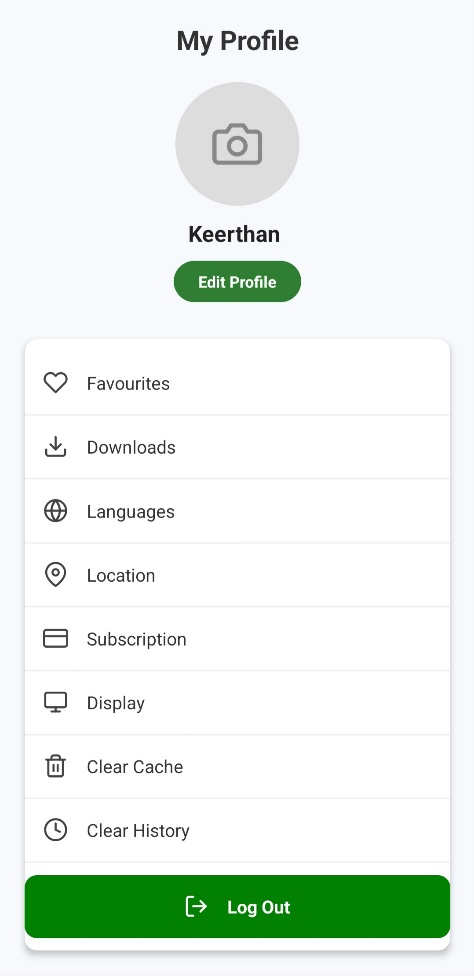 My Profile
Keerthan
Edit Profile
Favourites
Downloads
Languages
Location
Subscription
Display
Clear Cache
Clear History
Log Out